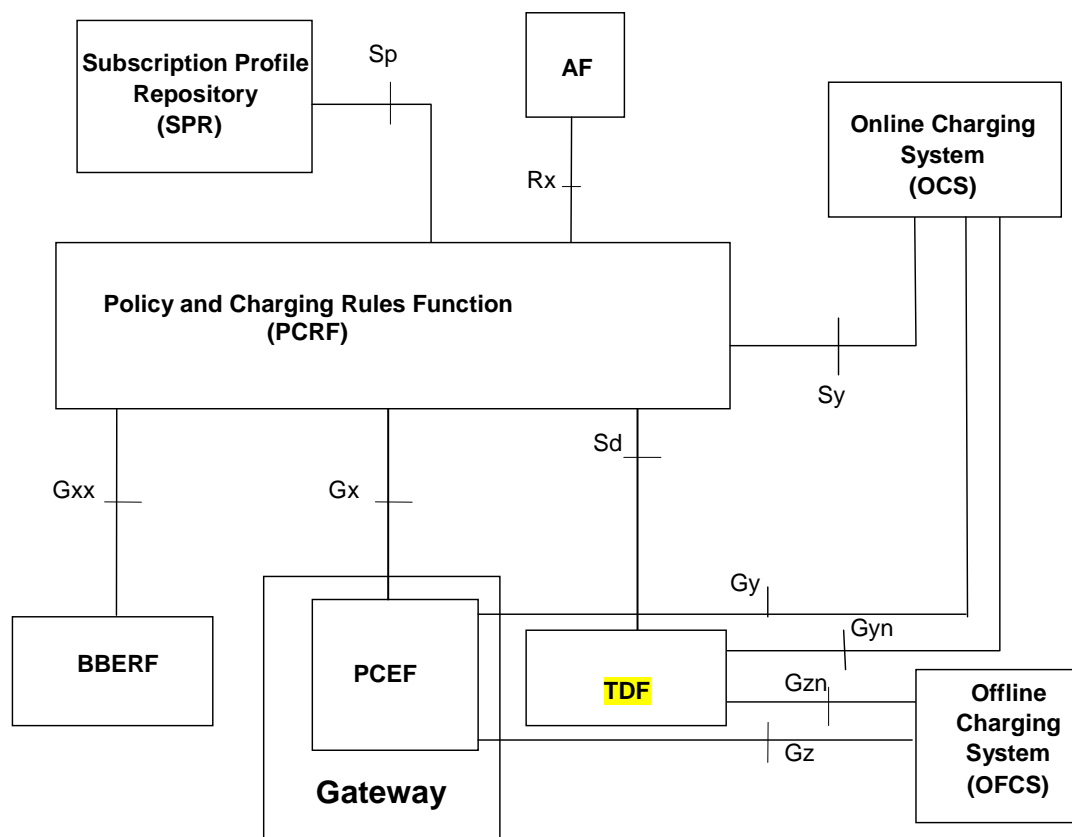 Subscription Profile
Repository
(SPR)
Sp
AF
Online Charging
System
(OCS)
Rx
Policy and Charging Rules Function
(PCRF)
Sy
Gxx
Gx
Sd
Gy
Gyn
BBERF
PCEF
TDF
Gzn
Gz
Offline
Charging
System
(OFCS)
Gateway